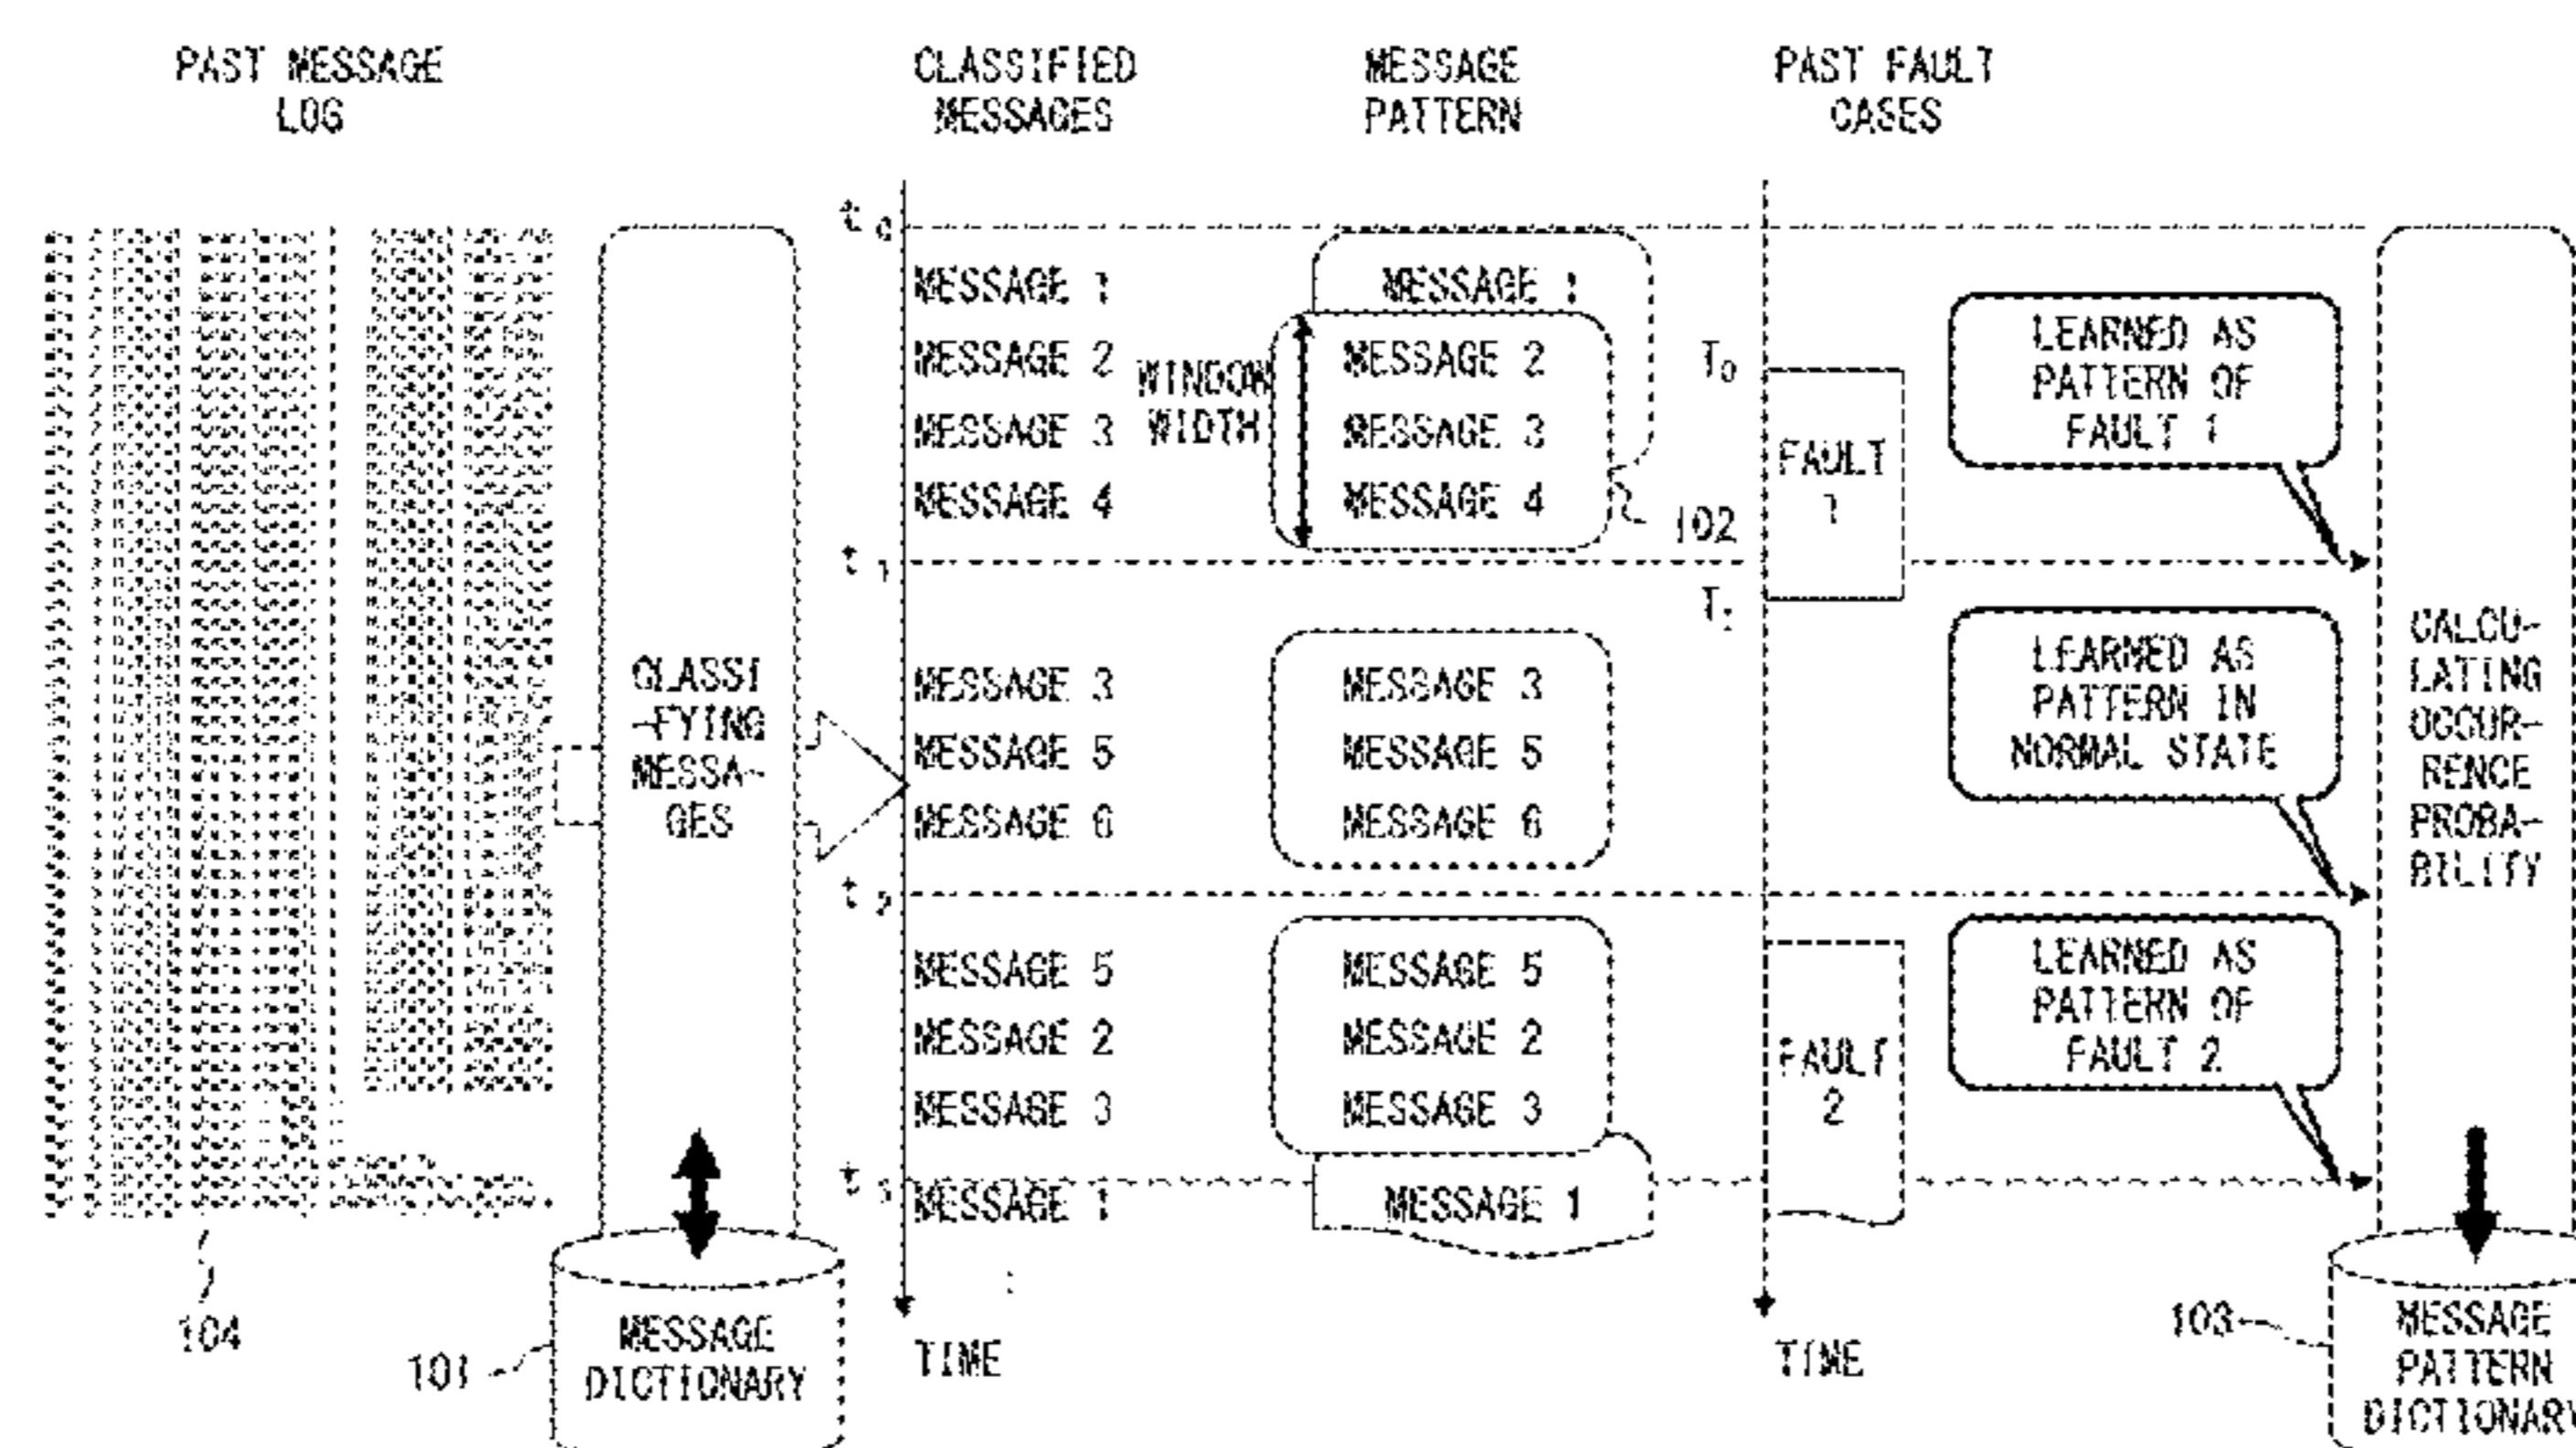 PAST MESSAGE
LOG
CLASSIFIED
MESSAGES
MESSAGE
PATTERN
PAST FAULT
CASES
t0
MESSAGE 1
MESSAGE 1
MESSAGE 2
WINDOW
WIDTH
MESSAGE 2
T0
MESSAGE 3
MESSAGE 3
MESSAGE 4
MESSAGE 4
102
FAULT
1
LEARNED AS
PATTERN OF
FAULT 1
t1
T1
CLASSI
-FYING
MESSA-
GES
MESSAGE 3
MESSAGE 3
MESSAGE 5
MESSAGE 5
MESSAGE 6
MESSAGE 6
LEARNED AS
PATTERN IN
NORMAL STATE
CALCU-
LATING
OCCUR-
RENCE
PROBA-
BILITY
t2
MESSAGE 5
MESSAGE 5
MESSAGE 2
MESSAGE 2
MESSAGE 3
MESSAGE 3
FAULT
2
LEARNED AS
PATTERN OF
FAULT 2
t3
MESSAGE 1
MESSAGE 1
104
101
MESSAGE
DICTIONARY
TIME
TIME
103
MESSAGE
PATTERN
DICTIONARY